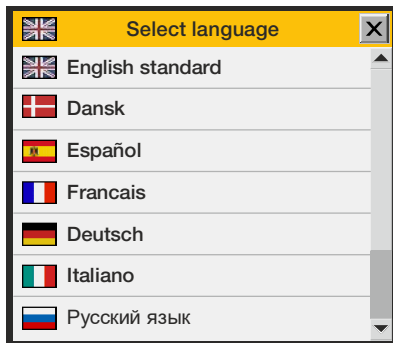 Select language
English standard
Dansk
Español
Francais
Deutsch
Italiano
Русский язык